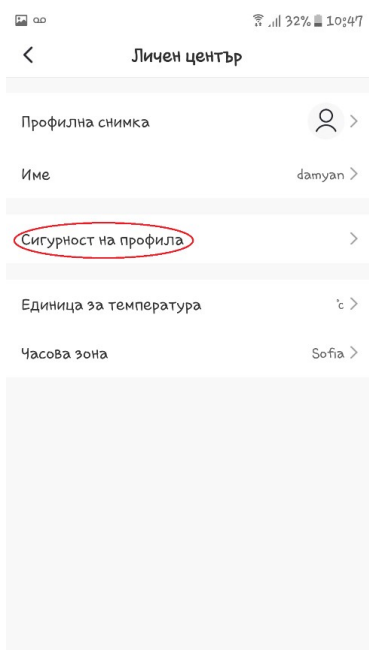 32% 10:47
Личен център
Профилна снимка
Име damyan
Сигурност на профила
Единица за температура °c
Часова зона Sofia